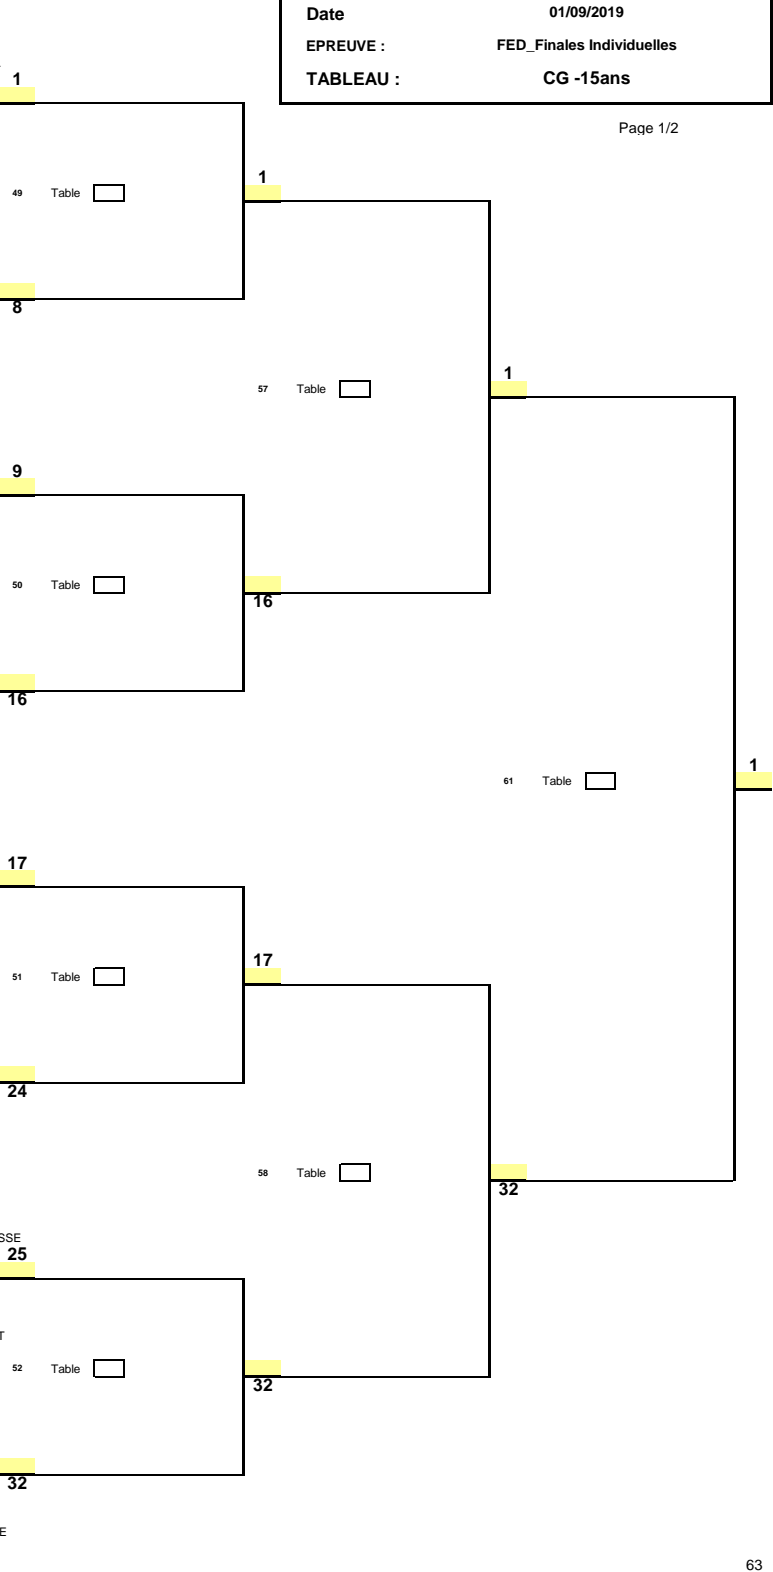 Date 01/09/2019
EPREUVE : FED_Finales Individuelles
TABLEAU : CG -15ans
1
Page 1/2
1
49 Table
8
1
57 Table
9
50 Table
16
16
1
61 Table
17
17
51 Table
24
58 Table
32
SSE
25
T
52 Table
32
32
E
63